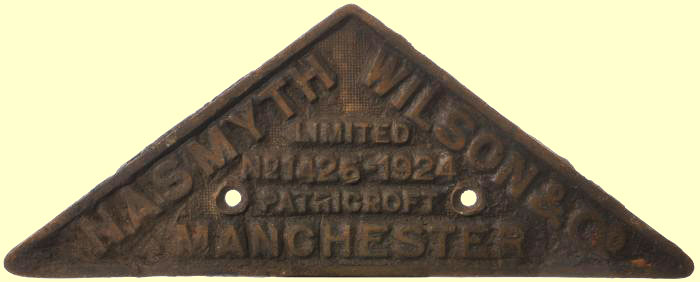 NASMYTH WILSON & Co
LIMITED
No 1425-1924
PATRICROFT
MANCHESTER